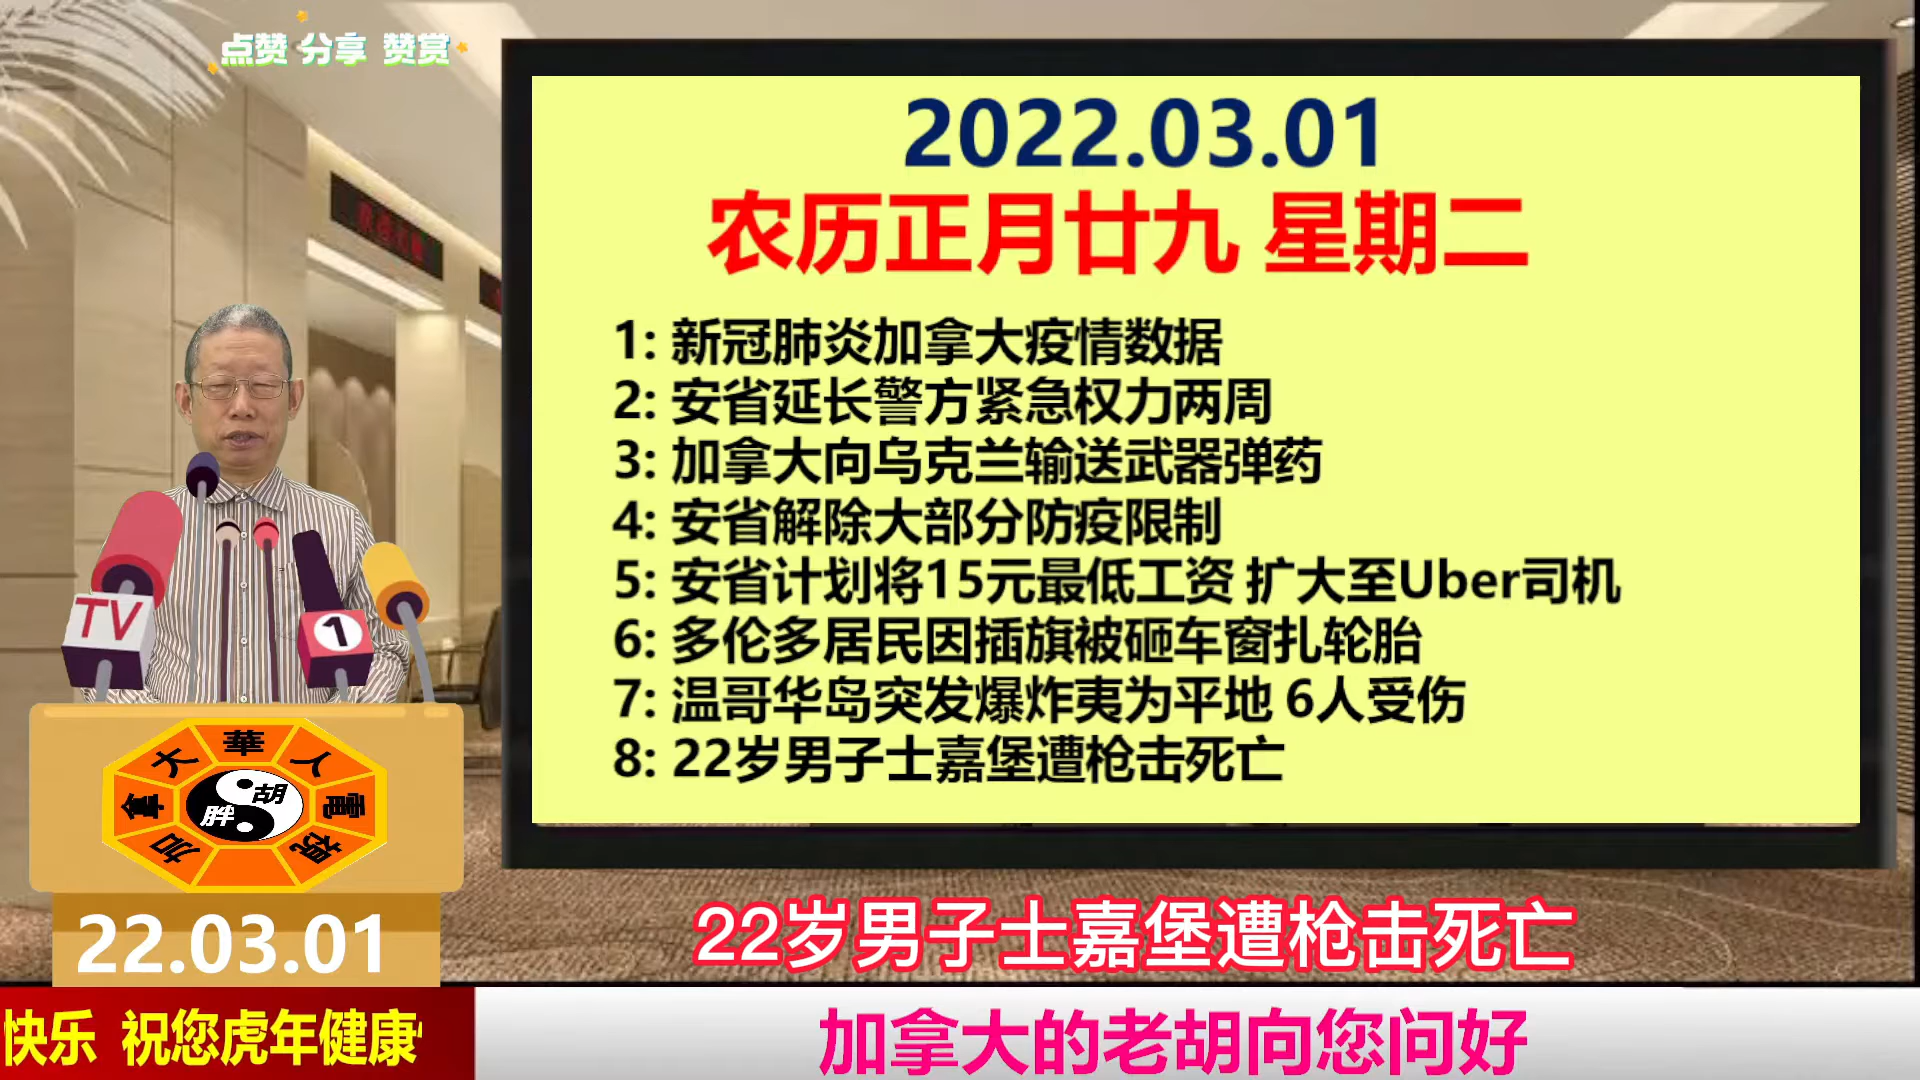 点赞 分享 赞赏
2022.03.01
农历正月廿九 星期二
1: 新冠肺炎加拿大疫情数据
2: 安省延长警方紧急权力两周
3: 加拿大向乌克兰输送武器弹药
4: 安省解除大部分防疫限制
5: 安省计划将15元最低工资 扩大至Uber司机
6: 多伦多居民因插旗被砸车窗扎轮胎
7: 温哥华岛突发爆炸夷为平地 6人受伤
8: 22岁男子士嘉堡遭枪击死亡
TV
1
加拿大華人電視
胖胡
22.03.01
22岁男子士嘉堡遭枪击死亡
快乐 祝您虎年健康
加拿大的老胡向您问好